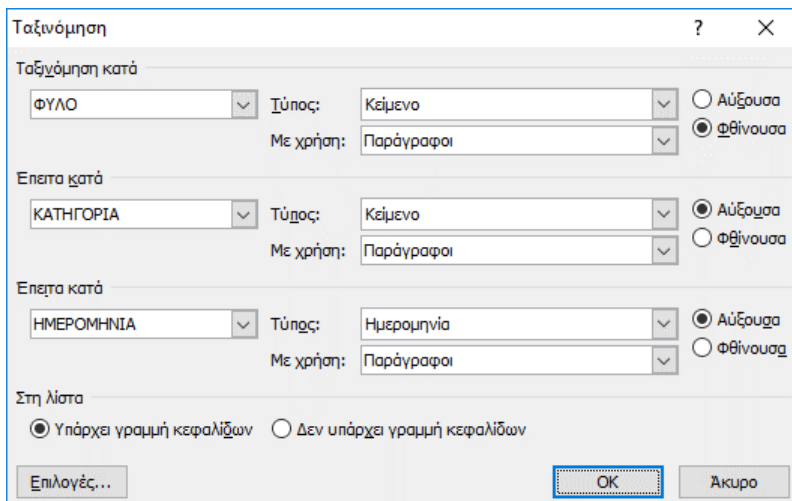 Ταξινόμηση ?
Ταξινόμηση κατά
ΦΥΛΟ Τύπος: Κείμενο Αύξουσα
Με χρήση: Παράγραφοι Φθίνουσα
Έπειτα κατά
ΚΑΤΗΓΟΡΙΑ Τύπος: Κείμενο Αύξουσα
Με χρήση: Παράγραφοι Φθίνουσα
Έπειτα κατά
ΗΜΕΡΟΜΗΝΙΑ Τύπος: Ημερομηνία Αύξουσα
Με χρήση: Παράγραφοι Φθίνουσα
Στη λίστα
Υπάρχει γραμμή κεφαλίδων Δεν υπάρχει γραμμή κεφαλίδων
Επιλογές... OK Άκυρο